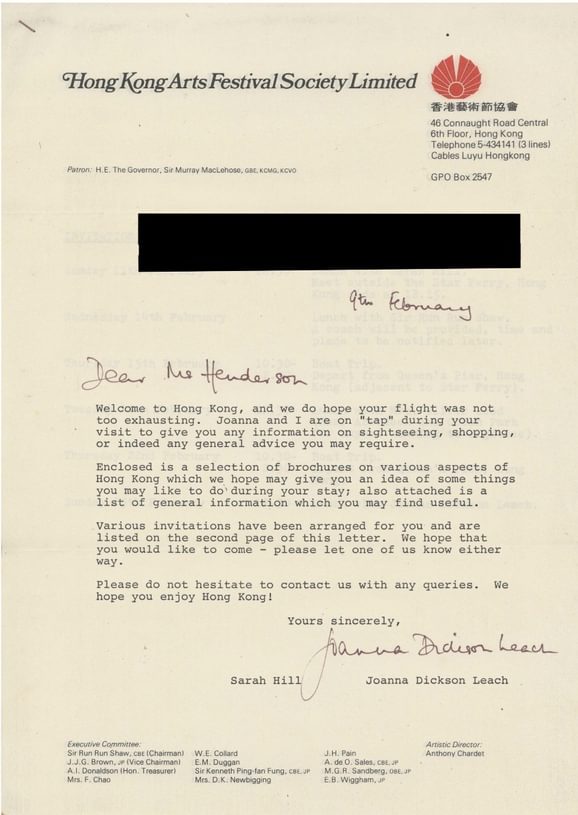 Hong Kong Arts Festival Society Limited
香港藝術節協會
46 Connaught Road Central
6th Floor, Hong Kong
Telephone 5-434141 (3 lines)
Cables Luyu Hongkong
GPO Box 2547
Patron: H.E. The Governor, Sir Murray MacLehose, GBE, KCMG, KCVO
9th February
Dear Ms Henderson
Welcome to Hong Kong, and we do hope your flight was not
too exhausting. Joanna and I are on "tap" during your
visit to give you any information on sightseeing, shopping,
or indeed any general advice you may require.
Enclosed is a selection of brochures on various aspects of
Hong Kong which we hope may give you an idea of some things
you may like to do during your stay; also attached is a
list of general information which you may find useful.
Various invitations have been arranged for you and are
listed on the second page of this letter. We hope that
you would like to come - please let one of us know either
way.
Please do not hesitate to contact us with any queries. We
hope you enjoy Hong Kong!
Yours sincerely,
Joanna Dickson Leach
Sarah Hill Joanna Dickson Leach
Executive Committee:
Sir Run Run Shaw, CBE (Chairman)
J.J.G. Brown, JP (Vice Chairman)
A.I. Donaldson (Hon. Treasurer)
Mrs. F. Chao
W.E. Collard
E.M. Duggan
Sir Kenneth Ping-fan Fung, CBE, JP
Mrs. D.K. Newbigging
J.H. Pain
A. de O. Sales, CBE, JP
M.G.R. Sandberg, OBE, JP
E.B. Wiggham, JP
Artistic Director:
Anthony Chardet